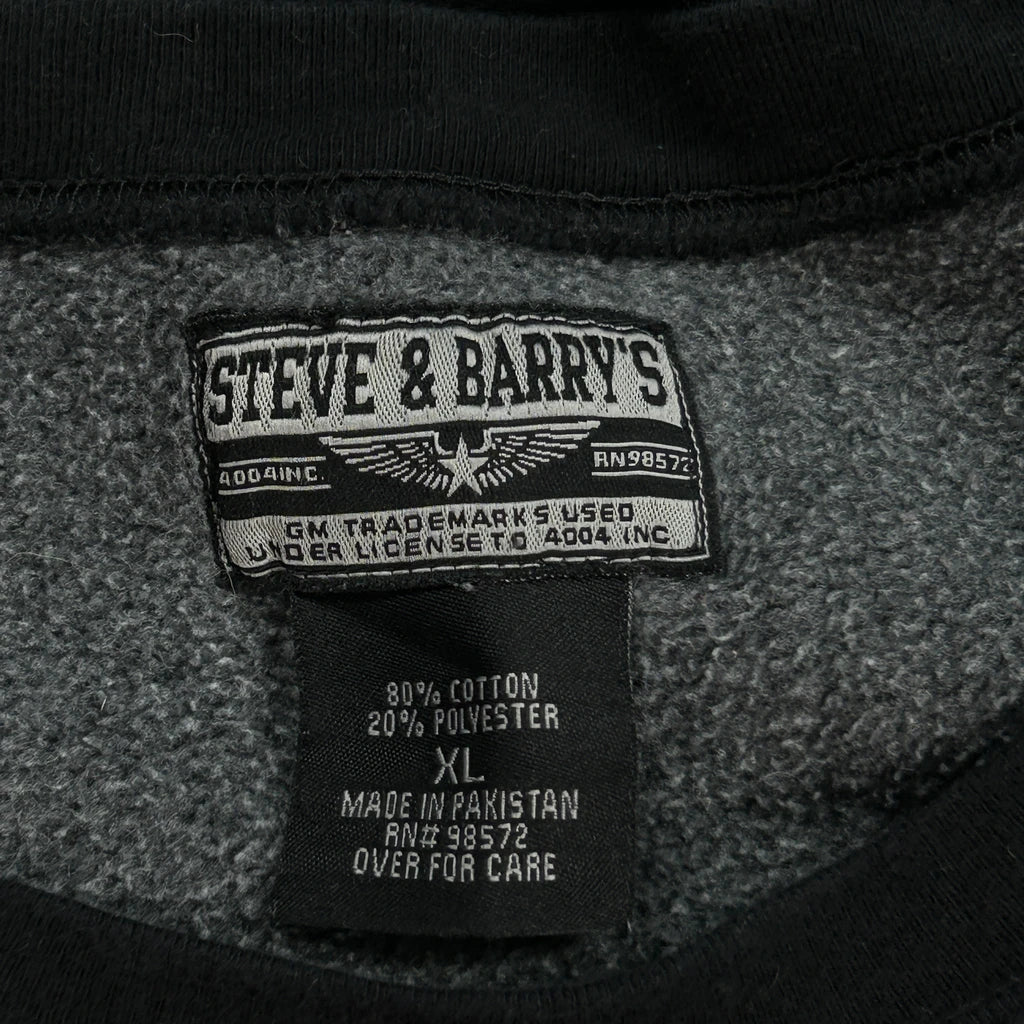 STEVE & BARRY'S
4004INC.
RN98572
GM TRADEMARKS USED
UNDER LICENSE TO 4004 INC
80% COTTON
20% POLYESTER
XL
MADE IN PAKISTAN
RN# 98572
OVER FOR CARE